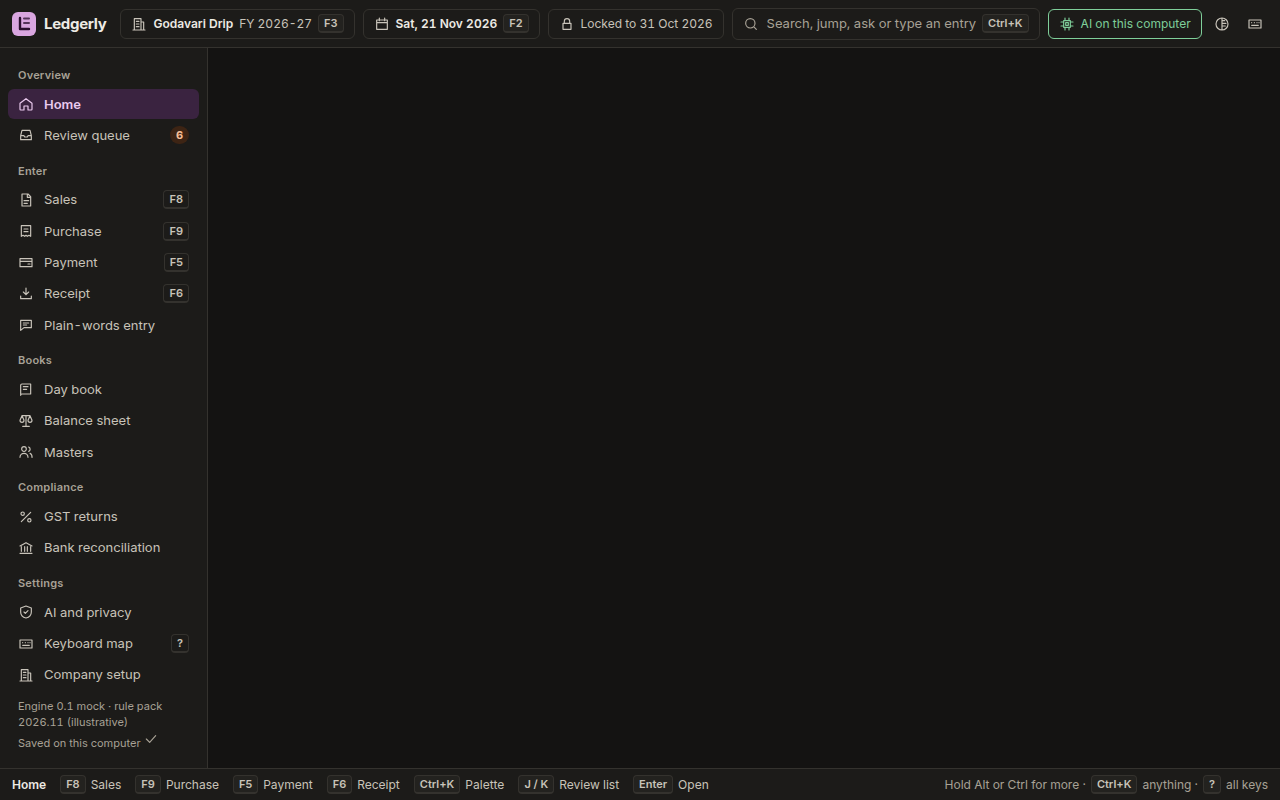 Ledgerly
Godavari Drip FY 2026-27 F3
Sat, 21 Nov 2026 F2
Locked to 31 Oct 2026
Search, jump, ask or type an entry Ctrl+K
AI on this computer
Overview
Home
Review queue 6
Enter
Sales F8
Purchase F9
Payment F5
Receipt F6
Plain-words entry
Books
Day book
Balance sheet
Masters
Compliance
GST returns
Bank reconciliation
Settings
AI and privacy
Keyboard map ?
Company setup
Engine 0.1 mock · rule pack
2026.11 (illustrative)
Saved on this computer
Home F8 Sales F9 Purchase F5 Payment F6 Receipt Ctrl+K Palette J / K Review list Enter Open
Hold Alt or Ctrl for more · Ctrl+K anything · ? all keys